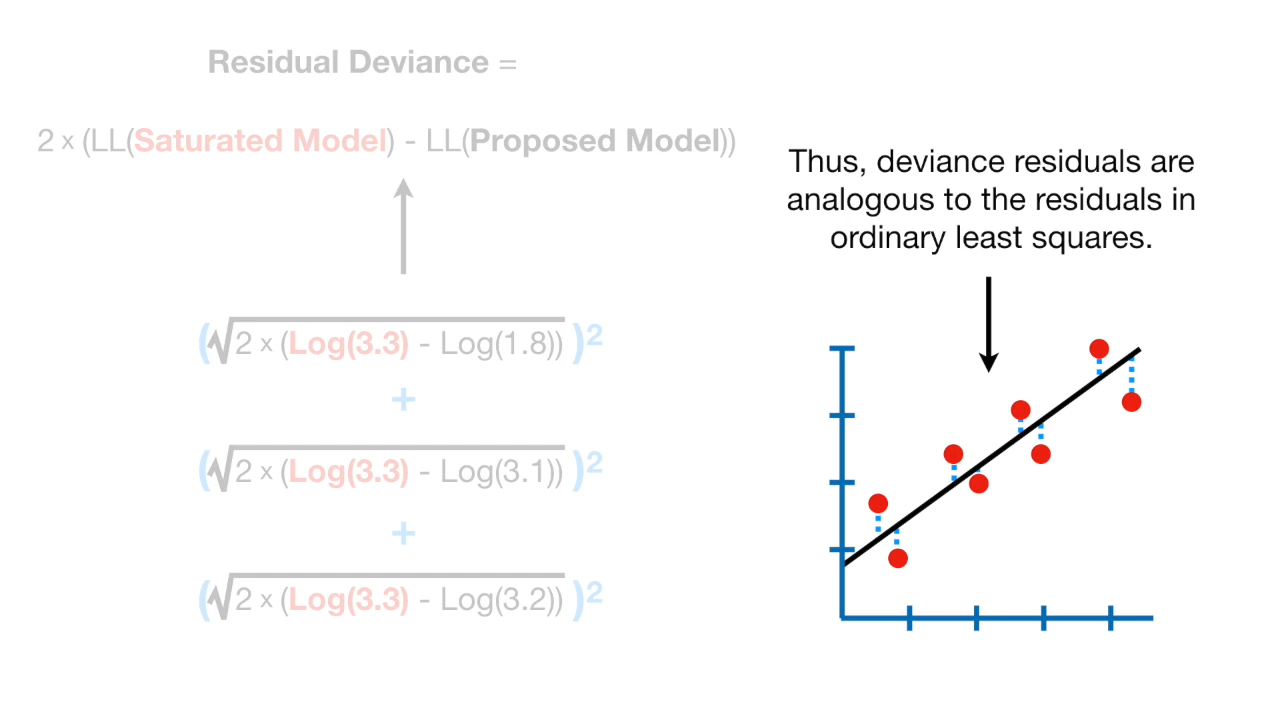 Residual Deviance =
2 x (LL(Saturated Model) - LL(Proposed Model))
Thus, deviance residuals are
analogous to the residuals in
ordinary least squares.
(√2 x (Log(3.3) - Log(1.8)) )2
+
(√2 x (Log(3.3) - Log(3.1)) )2
+
(√2 x (Log(3.3) - Log(3.2)) )2